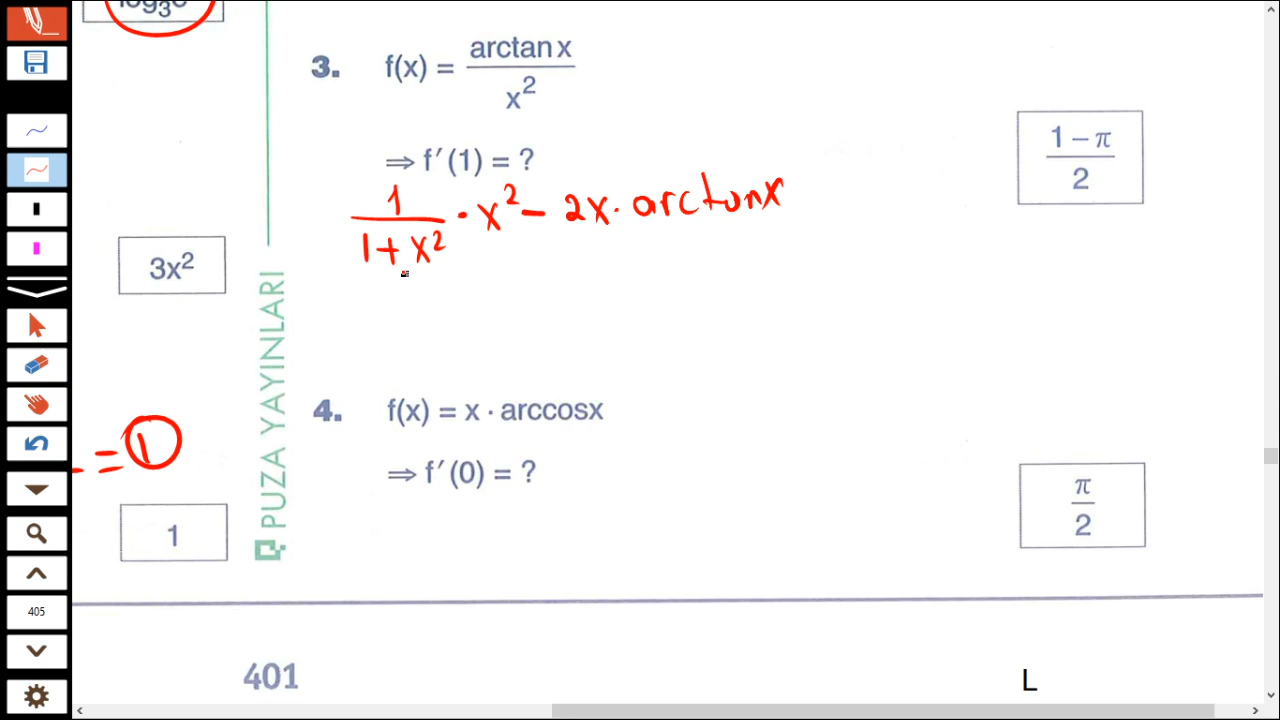 log₃e
3. f(x) = arctanx / x²
⇒ f′(1) = ?
1 / 1+x² · x² − 2x · arctanx
1 − π / 2
3x²
PUZA YAYINLARI
4. f(x) = x · arccosx
⇒ f′(0) = ?
= 1
1
π / 2
405
401
L